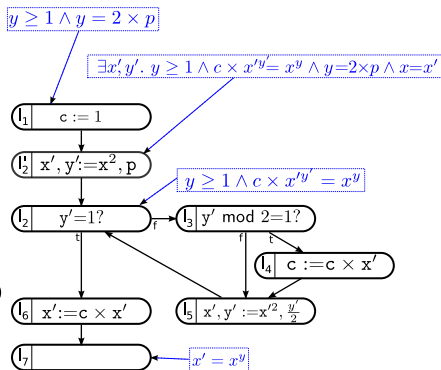 y ≥ 1 ∧ y = 2 × p
∃x′,y′. y ≥ 1 ∧ c × x′^y′ = x^y ∧ y=2×p ∧ x=x′
l₁ c := 1
l′₂ x′, y′:=x², p
y ≥ 1 ∧ c × x′^y′ = x^y
l₂ y′=1? f l₃ y′ mod 2=1?
t f t
l₄ c :=c × x′
l₆ x′:=c × x′ l₅ x′, y′ := x′², y′/2
l₇ x′ = x^y